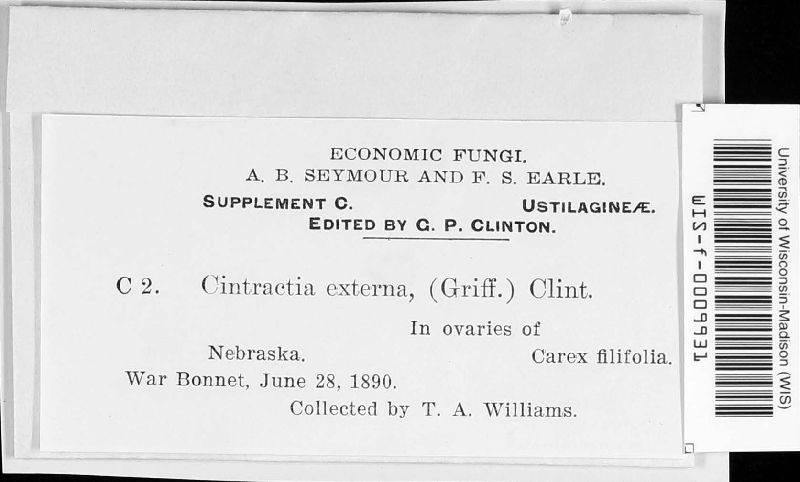 ECONOMIC FUNGI.
A. B. SEYMOUR AND F. S. EARLE.
SUPPLEMENT C. USTILAGINEÆ.
EDITED BY G. P. CLINTON.
C 2. Cintractia externa, (Griff.) Clint.
In ovaries of
Nebraska. Carex filifolia.
War Bonnet, June 28, 1890.
Collected by T. A. Williams.
University of Wisconsin-Madison (WIS)
WIS-f-0006931